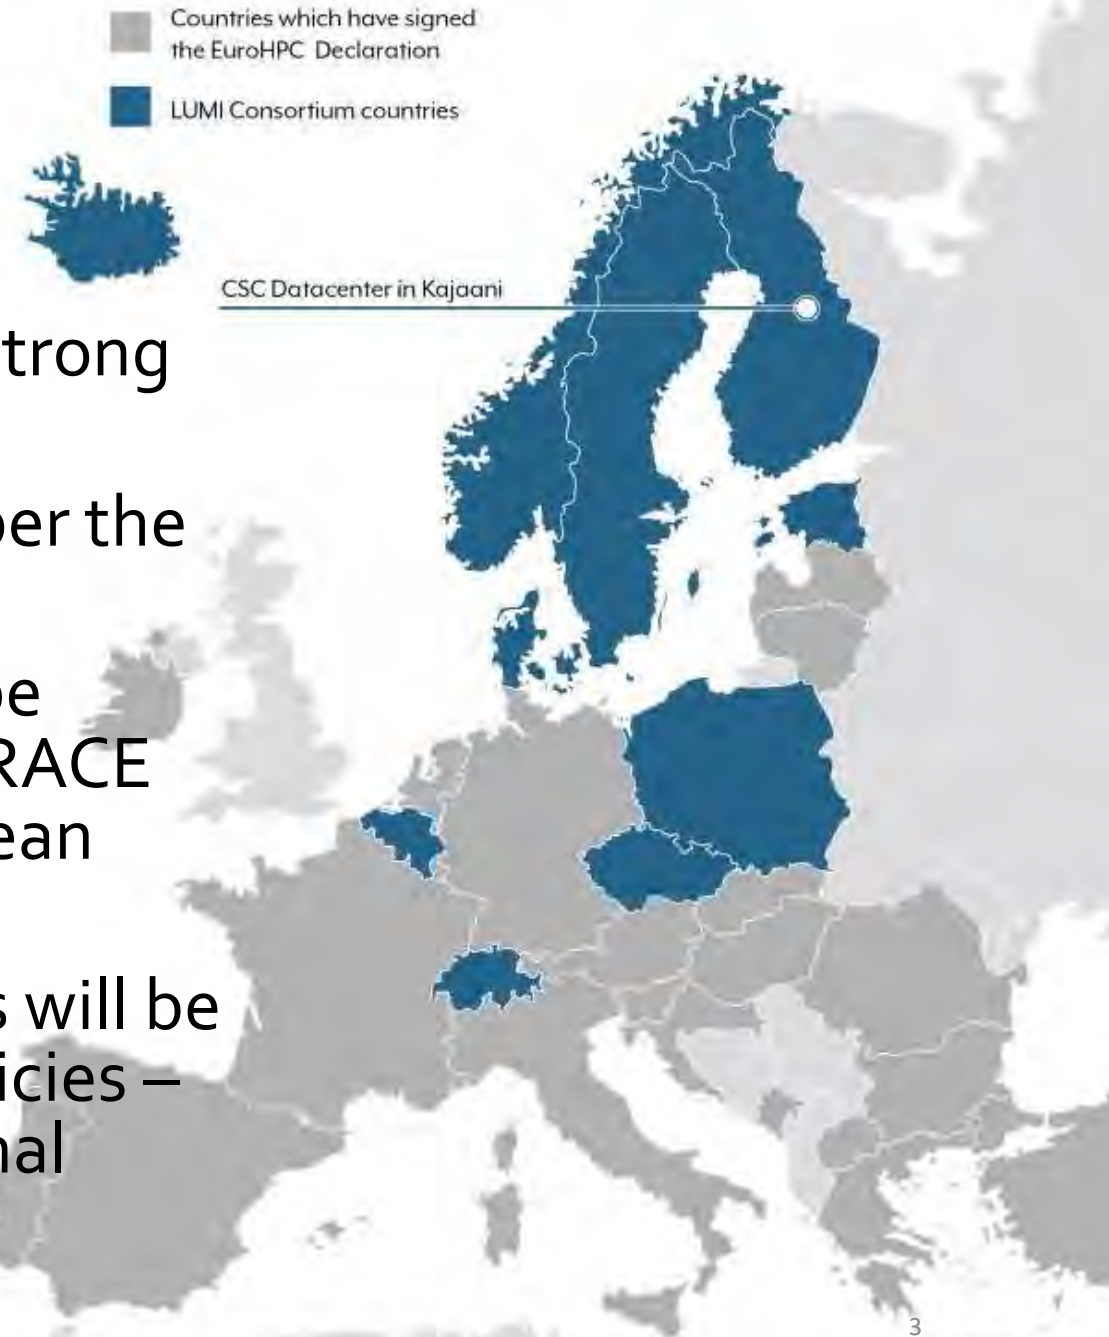 Countries which have signed
the EuroHPC Declaration
LUMI Consortium countries
CSC Datacenter in Kajaani
trong
per the
be
RACE
ean
s will be
icies –
nal
3